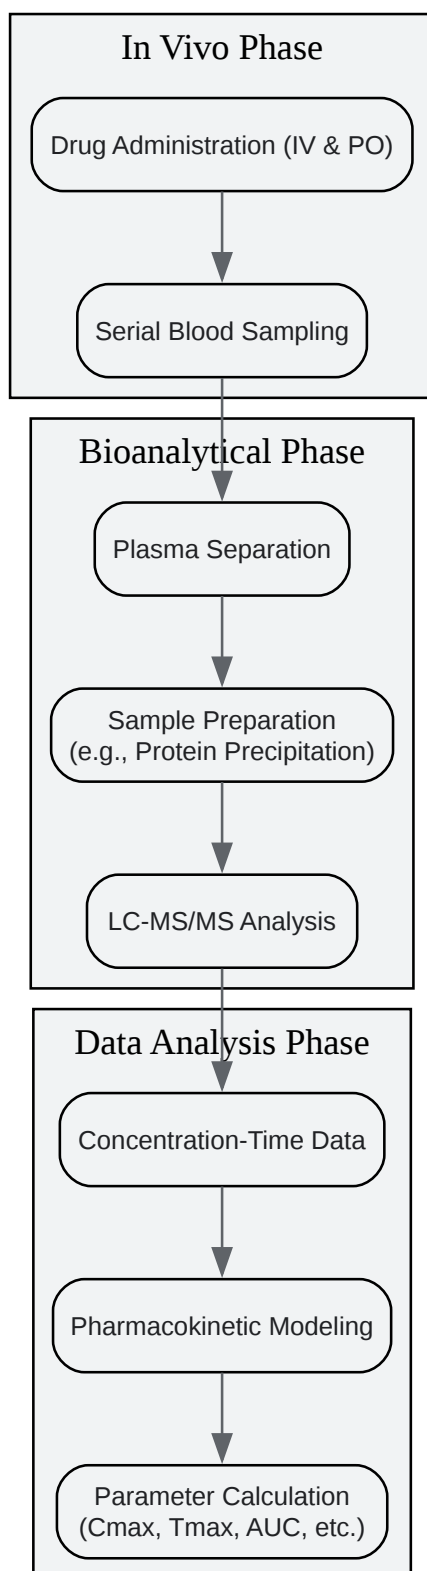 In Vivo Phase
Drug Administration (IV & PO)
Serial Blood Sampling
Bioanalytical Phase
Plasma Separation
Sample Preparation
(e.g., Protein Precipitation)
LC-MS/MS Analysis
Data Analysis Phase
Concentration-Time Data
Pharmacokinetic Modeling
Parameter Calculation
(Cmax, Tmax, AUC, etc.)